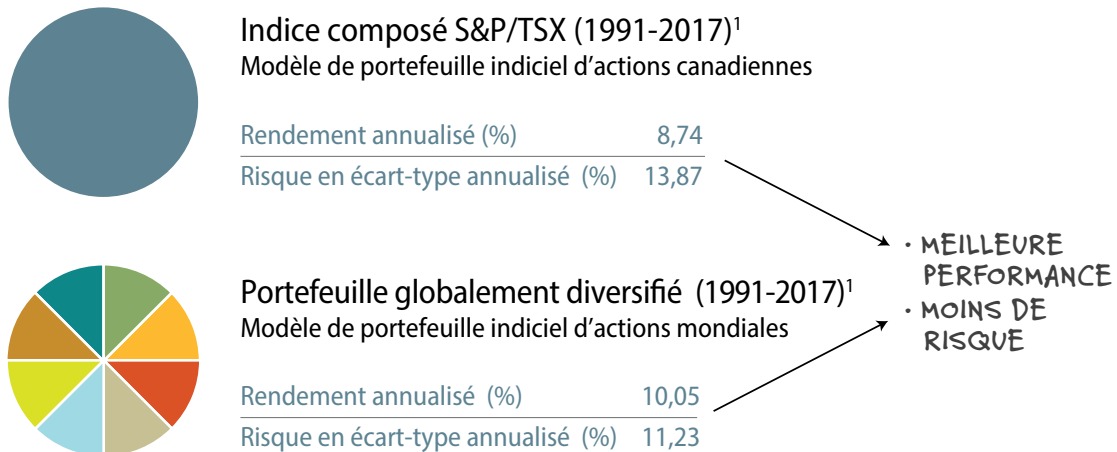 Indice composé S&P/TSX (1991-2017)¹
Modèle de portefeuille indiciel d’actions canadiennes
Rendement annualisé (%) 8,74
Risque en écart-type annualisé (%) 13,87
· MEILLEURE
PERFORMANCE
· MOINS DE
RISQUE
Portefeuille globalement diversifié (1991-2017)¹
Modèle de portefeuille indiciel d’actions mondiales
Rendement annualisé (%) 10,05
Risque en écart-type annualisé (%) 11,23